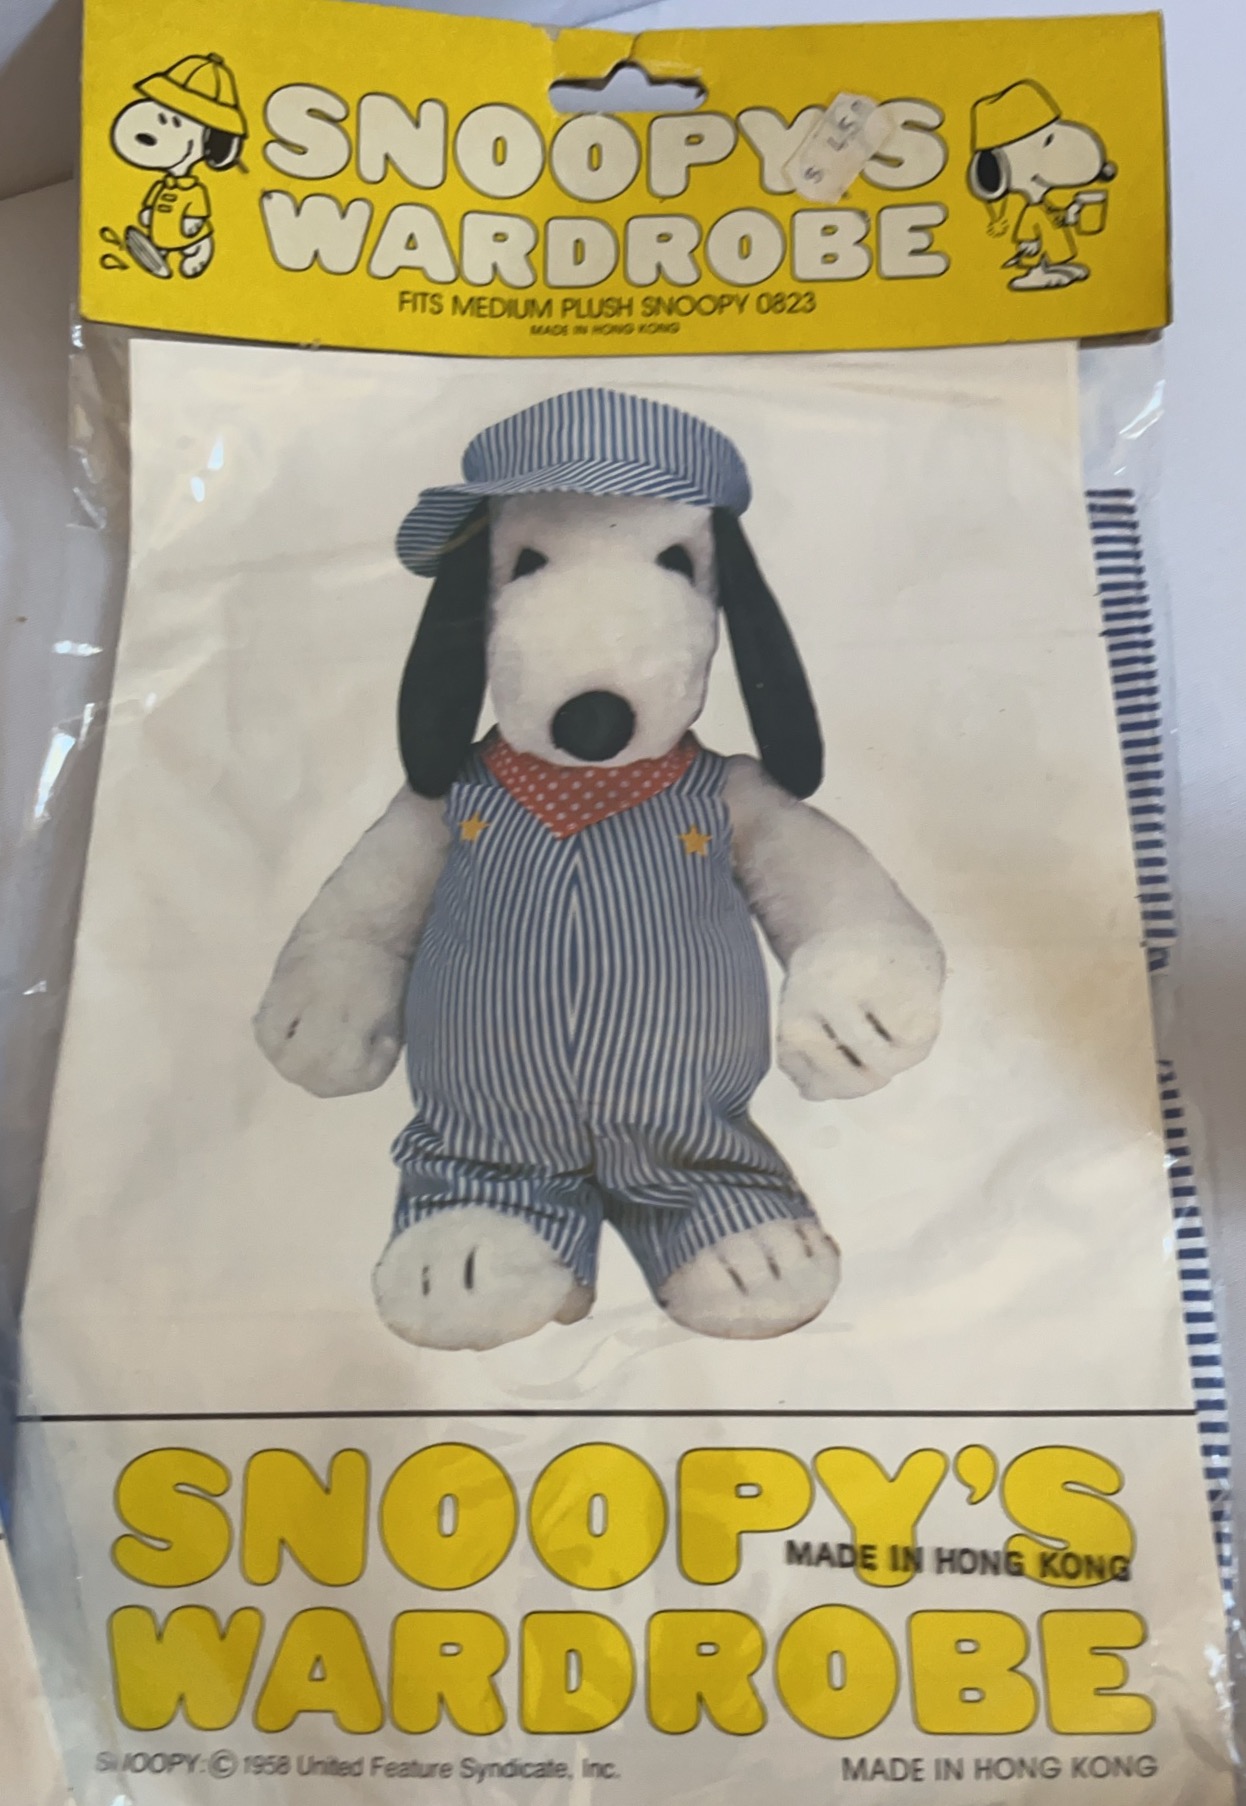 SNOOPY'S
WARDROBE
FITS MEDIUM PLUSH SNOOPY 0823
MADE IN HONG KONG
SNOOPY'S
MADE IN HONG KONG
WARDROBE
SNOOPY: © 1958 United Feature Syndicate, Inc.
MADE IN HONG KONG